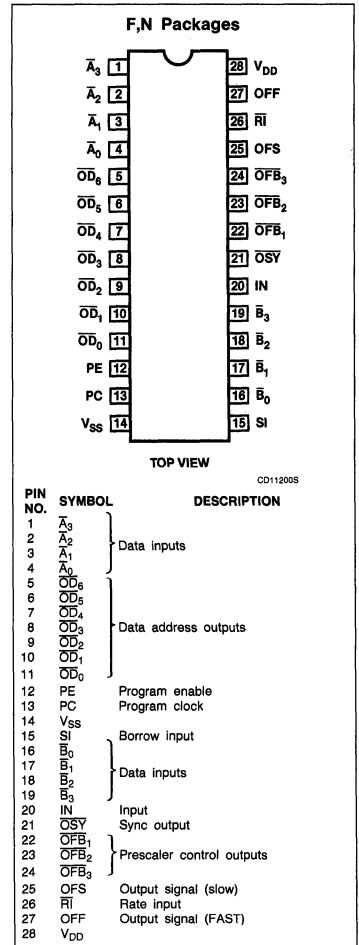 F,N Packages
A̅₃ 1 28 V_DD
A̅₂ 2 27 OFF
A̅₁ 3 26 R̅I̅
A̅₀ 4 25 OFS
O̅D̅₆ 5 24 O̅F̅B̅₃
O̅D̅₅ 6 23 O̅F̅B̅₂
O̅D̅₄ 7 22 O̅F̅B̅₁
O̅D̅₃ 8 21 O̅S̅Y̅
O̅D̅₂ 9 20 IN
O̅D̅₁ 10 19 B̅₃
O̅D̅₀ 11 18 B̅₂
PE 12 17 B̅₁
PC 13 16 B̅₀
V_SS 14 15 SI
TOP VIEW
CD11200S
PIN NO. SYMBOL DESCRIPTION
1 A̅₃
2 A̅₂
3 A̅₁
4 A̅₀
Data inputs
5 O̅D̅₆
6 O̅D̅₅
7 O̅D̅₄
8 O̅D̅₃
9 O̅D̅₂
10 O̅D̅₁
11 O̅D̅₀
Data address outputs
12 PE Program enable
13 PC Program clock
14 V_SS
15 SI Borrow input
16 B̅₀
17 B̅₁
18 B̅₂
19 B̅₃
Data inputs
20 IN Input
21 O̅S̅Y̅ Sync output
22 O̅F̅B̅₁
23 O̅F̅B̅₂
24 O̅F̅B̅₃
Prescaler control outputs
25 OFS Output signal (slow)
26 R̅I̅ Rate input
27 OFF Output signal (FAST)
28 V_DD